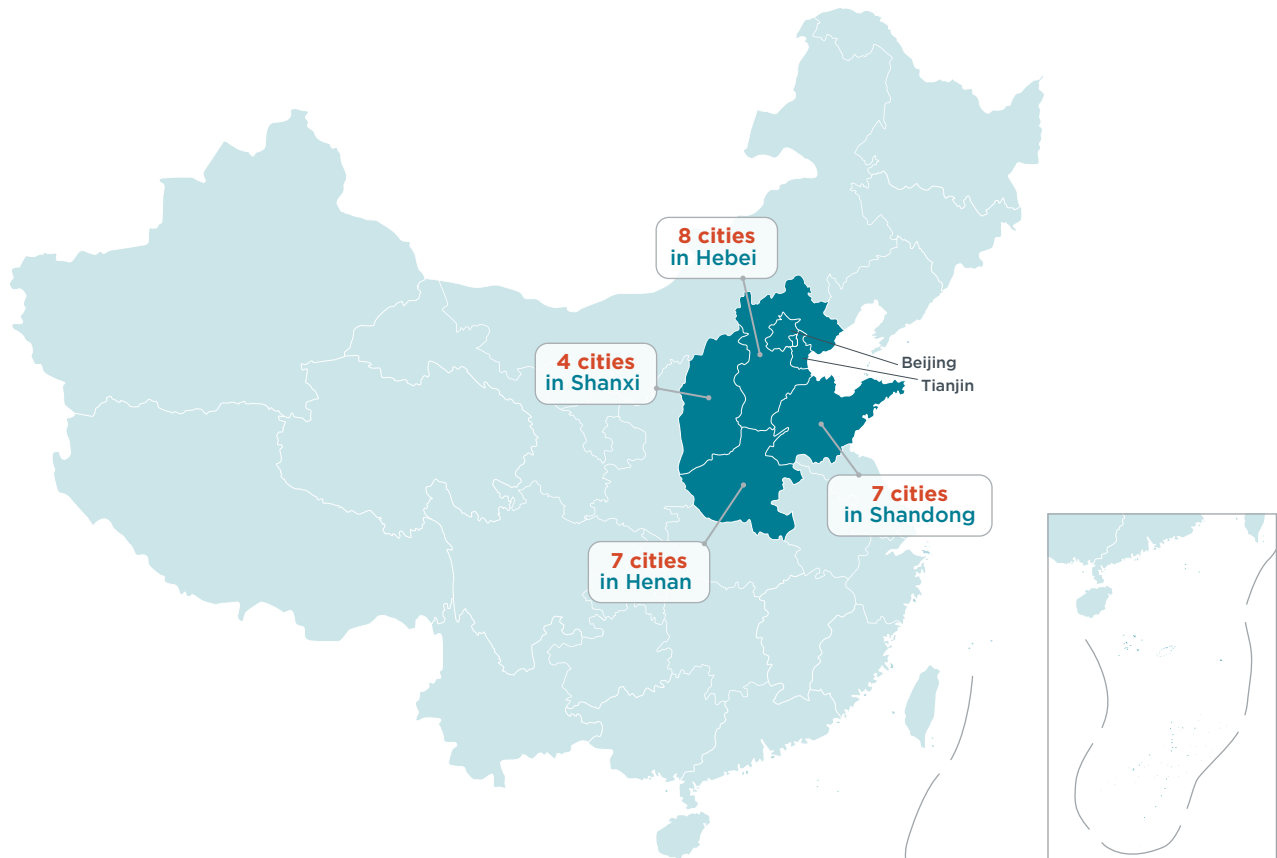 8 cities
in Hebei
4 cities
in Shanxi
Beijing
Tianjin
7 cities
in Shandong
7 cities
in Henan